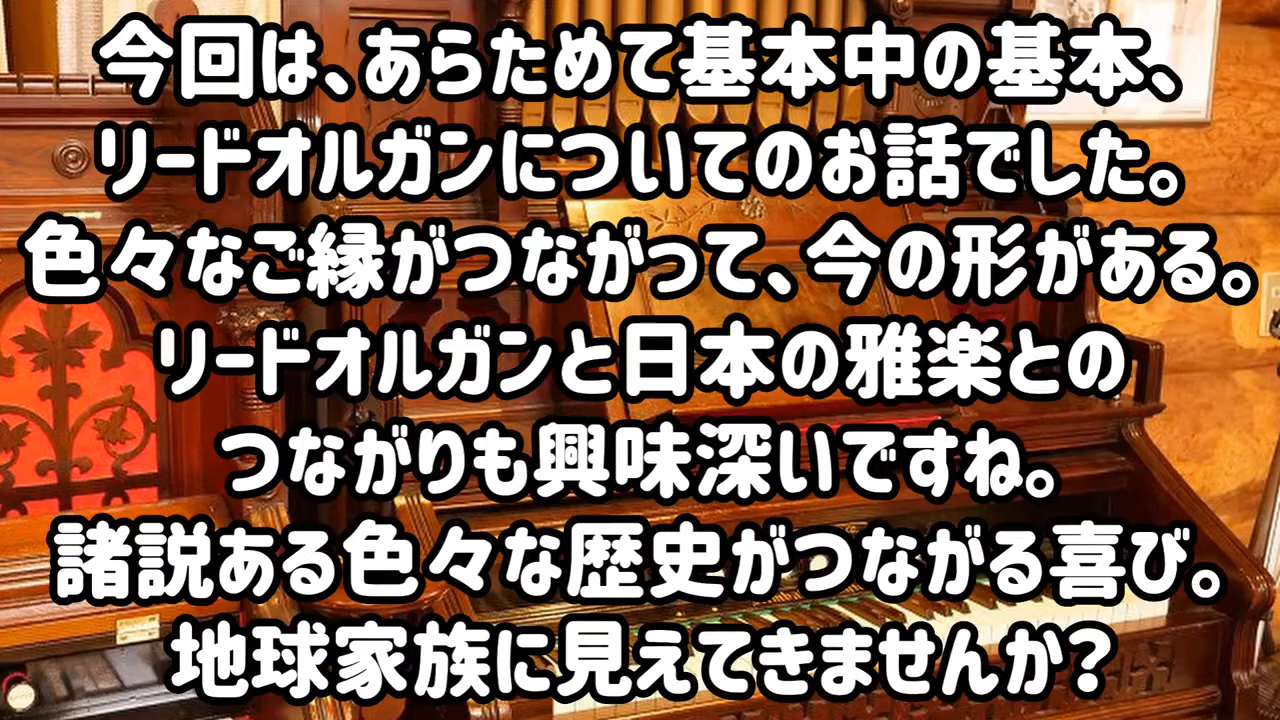 今回は、あらためて基本中の基本、
リードオルガンについてのお話でした。
色々なご縁がつながって、今の形がある。
リードオルガンと日本の雅楽との
つながりも興味深いですね。
諸説ある色々な歴史がつながる喜び。
地球家族に見えてきませんか?